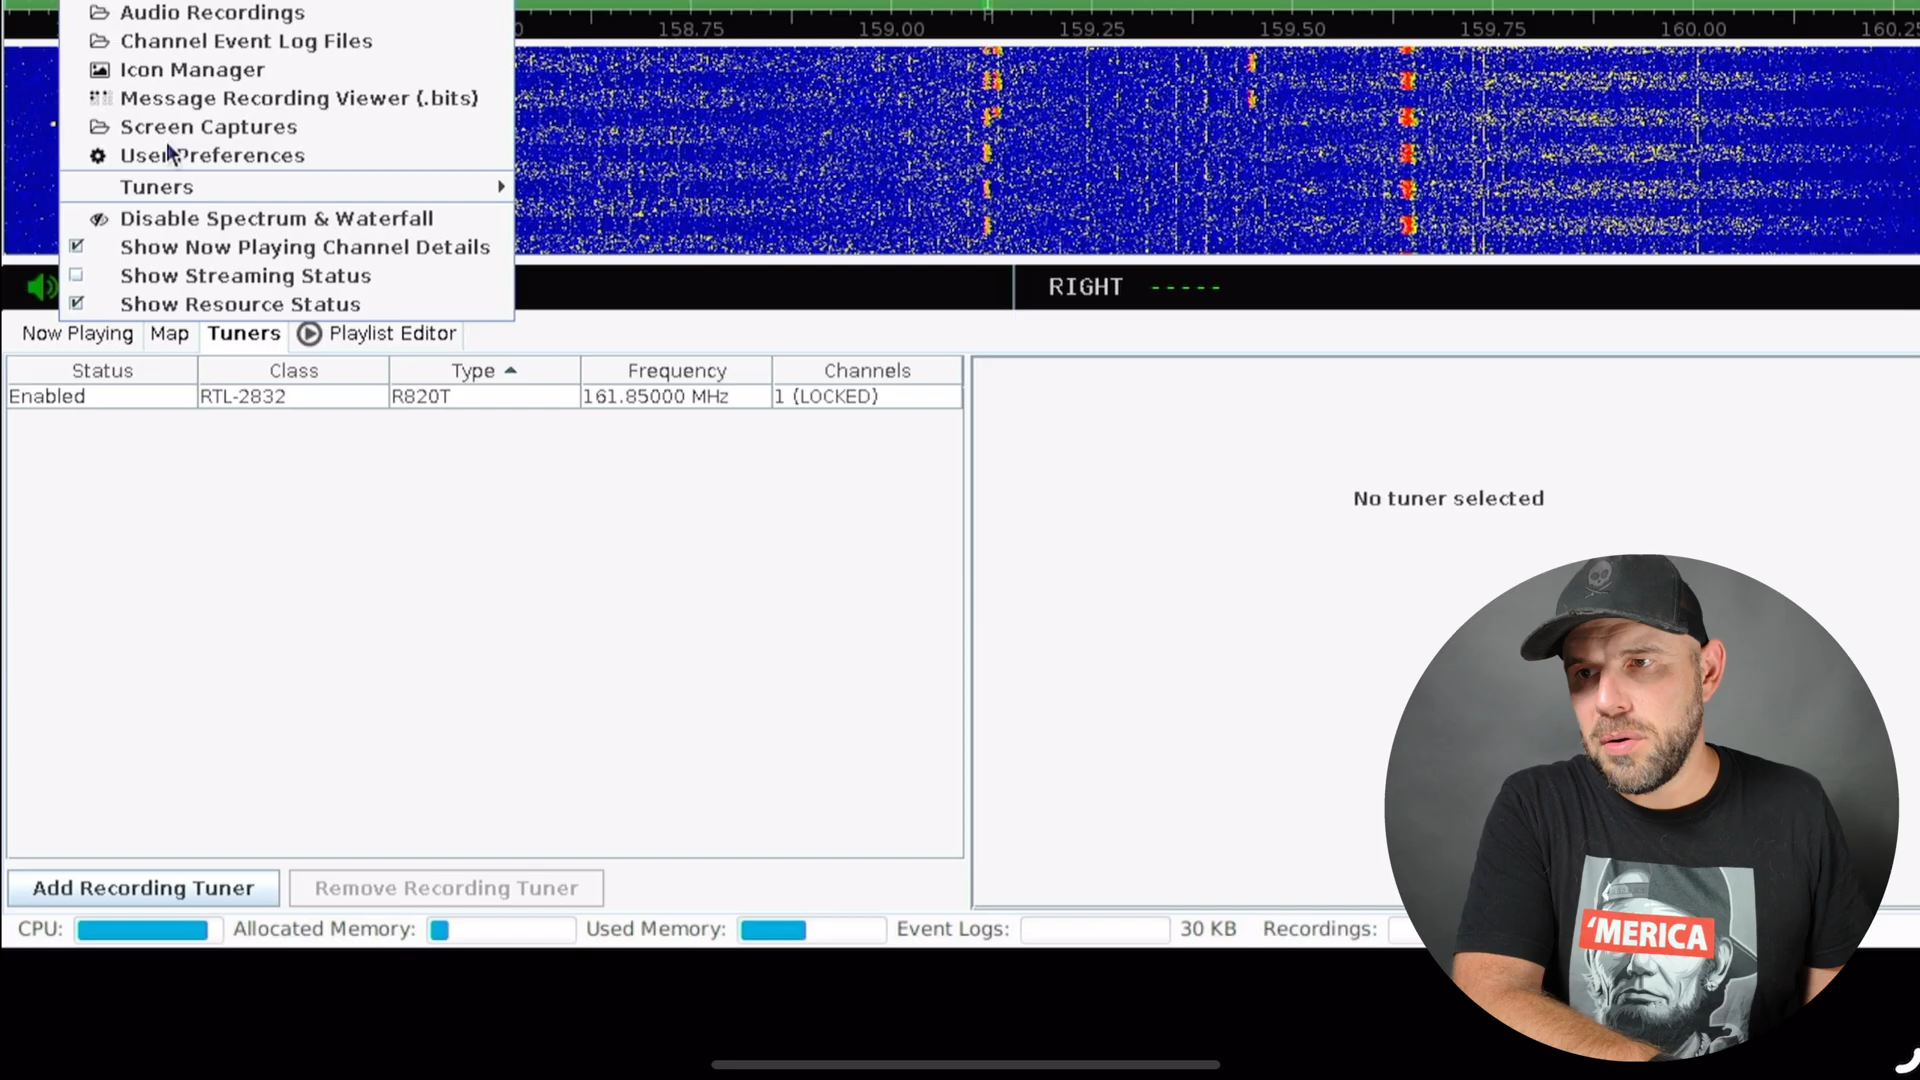 Audio Recordings
Channel Event Log Files
Icon Manager
Message Recording Viewer (.bits)
Screen Captures
User Preferences
Tuners
Disable Spectrum & Waterfall
Show Now Playing Channel Details
Show Streaming Status
Show Resource Status
158.75 159.00 159.25 159.50 159.75 160.00 160.25
RIGHT -----
Now Playing Map Tuners Playlist Editor
Status Class Type Frequency Channels
Enabled RTL-2832 R820T 161.85000 MHz 1 (LOCKED)
No tuner selected
Add Recording Tuner Remove Recording Tuner
CPU: Allocated Memory: Used Memory: Event Logs: 30 KB Recordings:
'MERICA